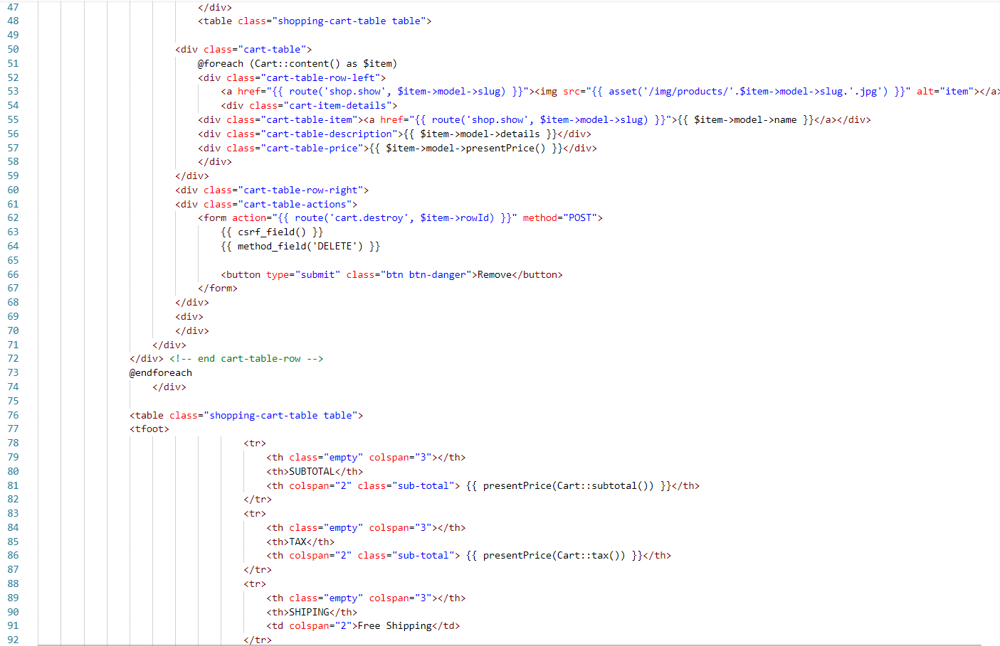 47 </div>
48 <table class="shopping-cart-table table">
49
50 <div class="cart-table">
51 @foreach (Cart::content() as $item)
52 <div class="cart-table-row-left">
53 <a href="{{ route('shop.show', $item->model->slug) }}"><img src="{{ asset('/img/products/'.$item->model->slug.'.jpg') }}" alt="item"></a>
54 <div class="cart-item-details">
55 <div class="cart-table-item"><a href="{{ route('shop.show', $item->model->slug) }}">{{ $item->model->name }}</a></div>
56 <div class="cart-table-description">{{ $item->model->details }}</div>
57 <div class="cart-table-price">{{ $item->model->presentPrice() }}</div>
58 </div>
59 </div>
60 <div class="cart-table-row-right">
61 <div class="cart-table-actions">
62 <form action="{{ route('cart.destroy', $item->rowId) }}" method="POST">
63 {{ csrf_field() }}
64 {{ method_field('DELETE') }}
65
66 <button type="submit" class="btn btn-danger">Remove</button>
67 </form>
68 </div>
69 <div>
70 </div>
71 </div>
72 </div> <!-- end cart-table-row -->
73 @endforeach
74 </div>
75
76 <table class="shopping-cart-table table">
77 <tfoot>
78 <tr>
79 <th class="empty" colspan="3"></th>
80 <th>SUBTOTAL</th>
81 <th colspan="2" class="sub-total"> {{ presentPrice(Cart::subtotal()) }}</th>
82 </tr>
83 <tr>
84 <th class="empty" colspan="3"></th>
85 <th>TAX</th>
86 <th colspan="2" class="sub-total"> {{ presentPrice(Cart::tax()) }}</th>
87 </tr>
88 <tr>
89 <th class="empty" colspan="3"></th>
90 <th>SHIPING</th>
91 <td colspan="2">Free Shipping</td>
92 </tr>